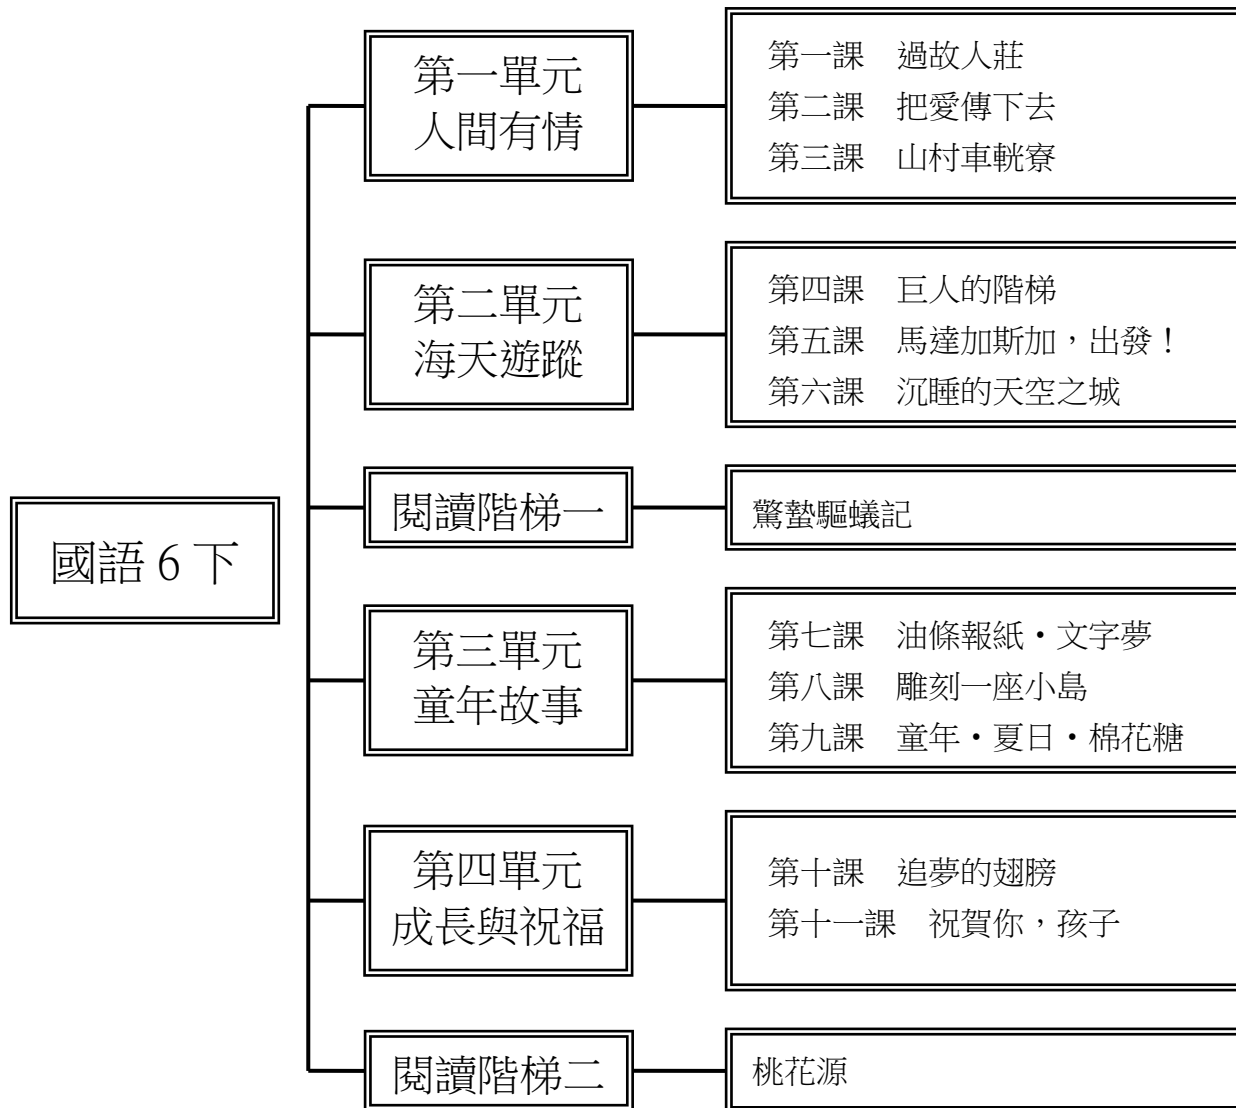 國語 6 下
第一單元
人間有情
第一課　過故人莊
第二課　把愛傳下去
第三課　山村車輄寮
第二單元
海天遊蹤
第四課　巨人的階梯
第五課　馬達加斯加，出發！
第六課　沉睡的天空之城
閱讀階梯一
驚蟄驅蟻記
第三單元
童年故事
第七課　油條報紙・文字夢
第八課　雕刻一座小島
第九課　童年・夏日・棉花糖
第四單元
成長與祝福
第十課　追夢的翅膀
第十一課　祝賀你，孩子
閱讀階梯二
桃花源